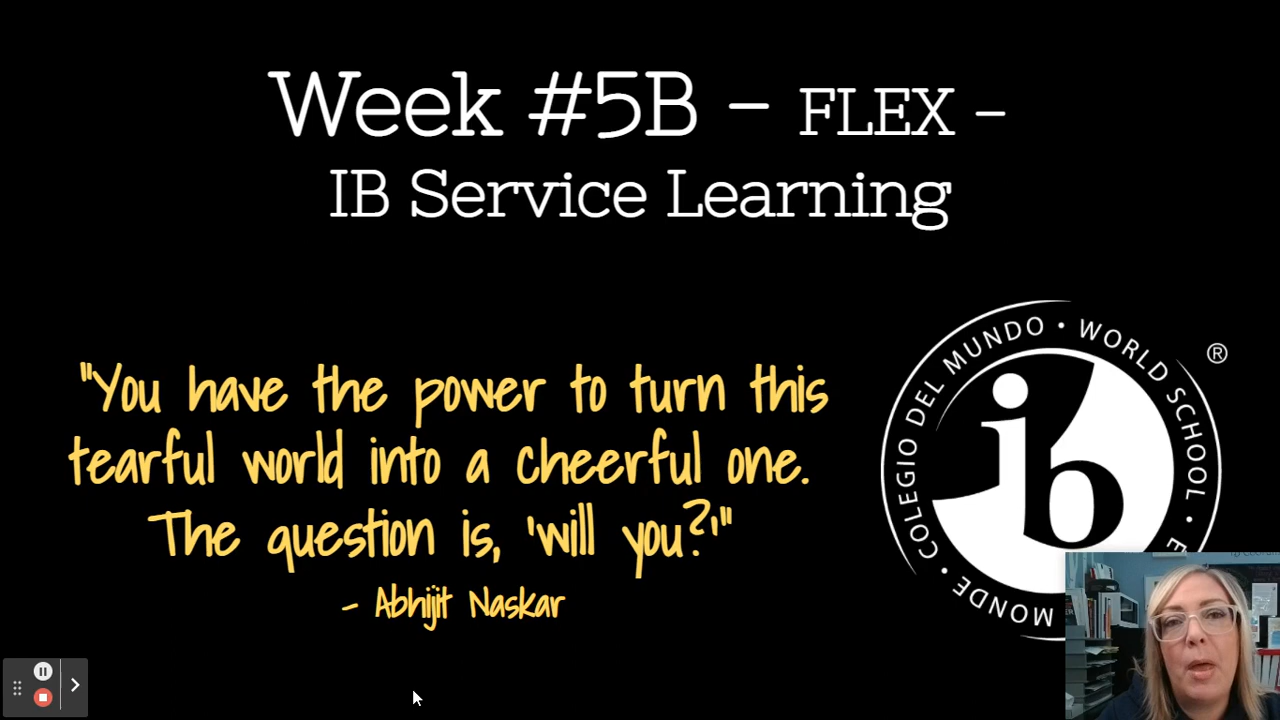 Week #5B - FLEX -
IB Service Learning
"You have the power to turn this
tearful world into a cheerful one.
The question is, 'will you?'"
- Abhijit Naskar
COLEGIO DEL MUNDO • WORLD SCHOOL •
MONDE •
ib
®